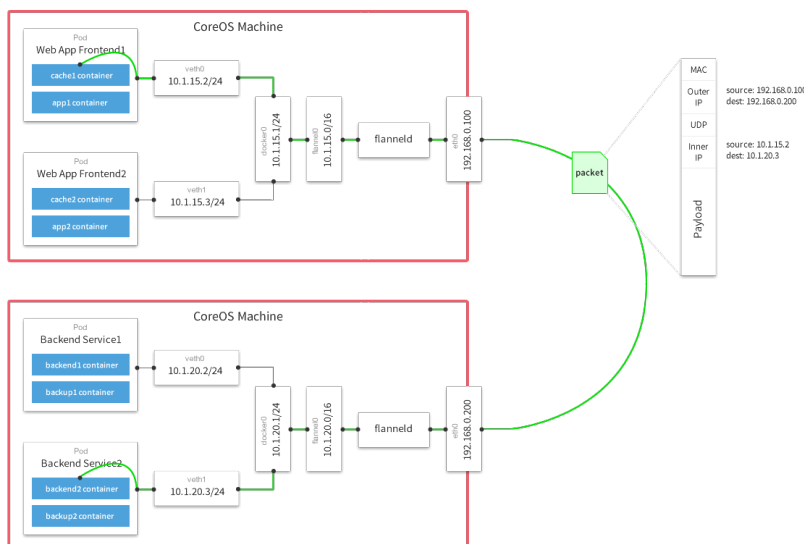 CoreOS Machine
Pod
Web App Frontend1
cache1 container
app1 container
veth0
10.1.15.2/24
Pod
Web App Frontend2
cache2 container
app2 container
veth1
10.1.15.3/24
docker0
10.1.15.1/24
flannel0
10.1.15.0/16
flanneld
eth0
192.168.0.100
packet
MAC
Outer
IP
source: 192.168.0.100
dest: 192.168.0.200
UDP
Inner
IP
source: 10.1.15.2
dest: 10.1.20.3
Payload
CoreOS Machine
Pod
Backend Service1
backend1 container
backup1 container
veth0
10.1.20.2/24
Pod
Backend Service2
backend2 container
backup2 container
veth1
10.1.20.3/24
docker0
10.1.20.1/24
flannel0
10.1.20.0/16
flanneld
eth0
192.168.0.200